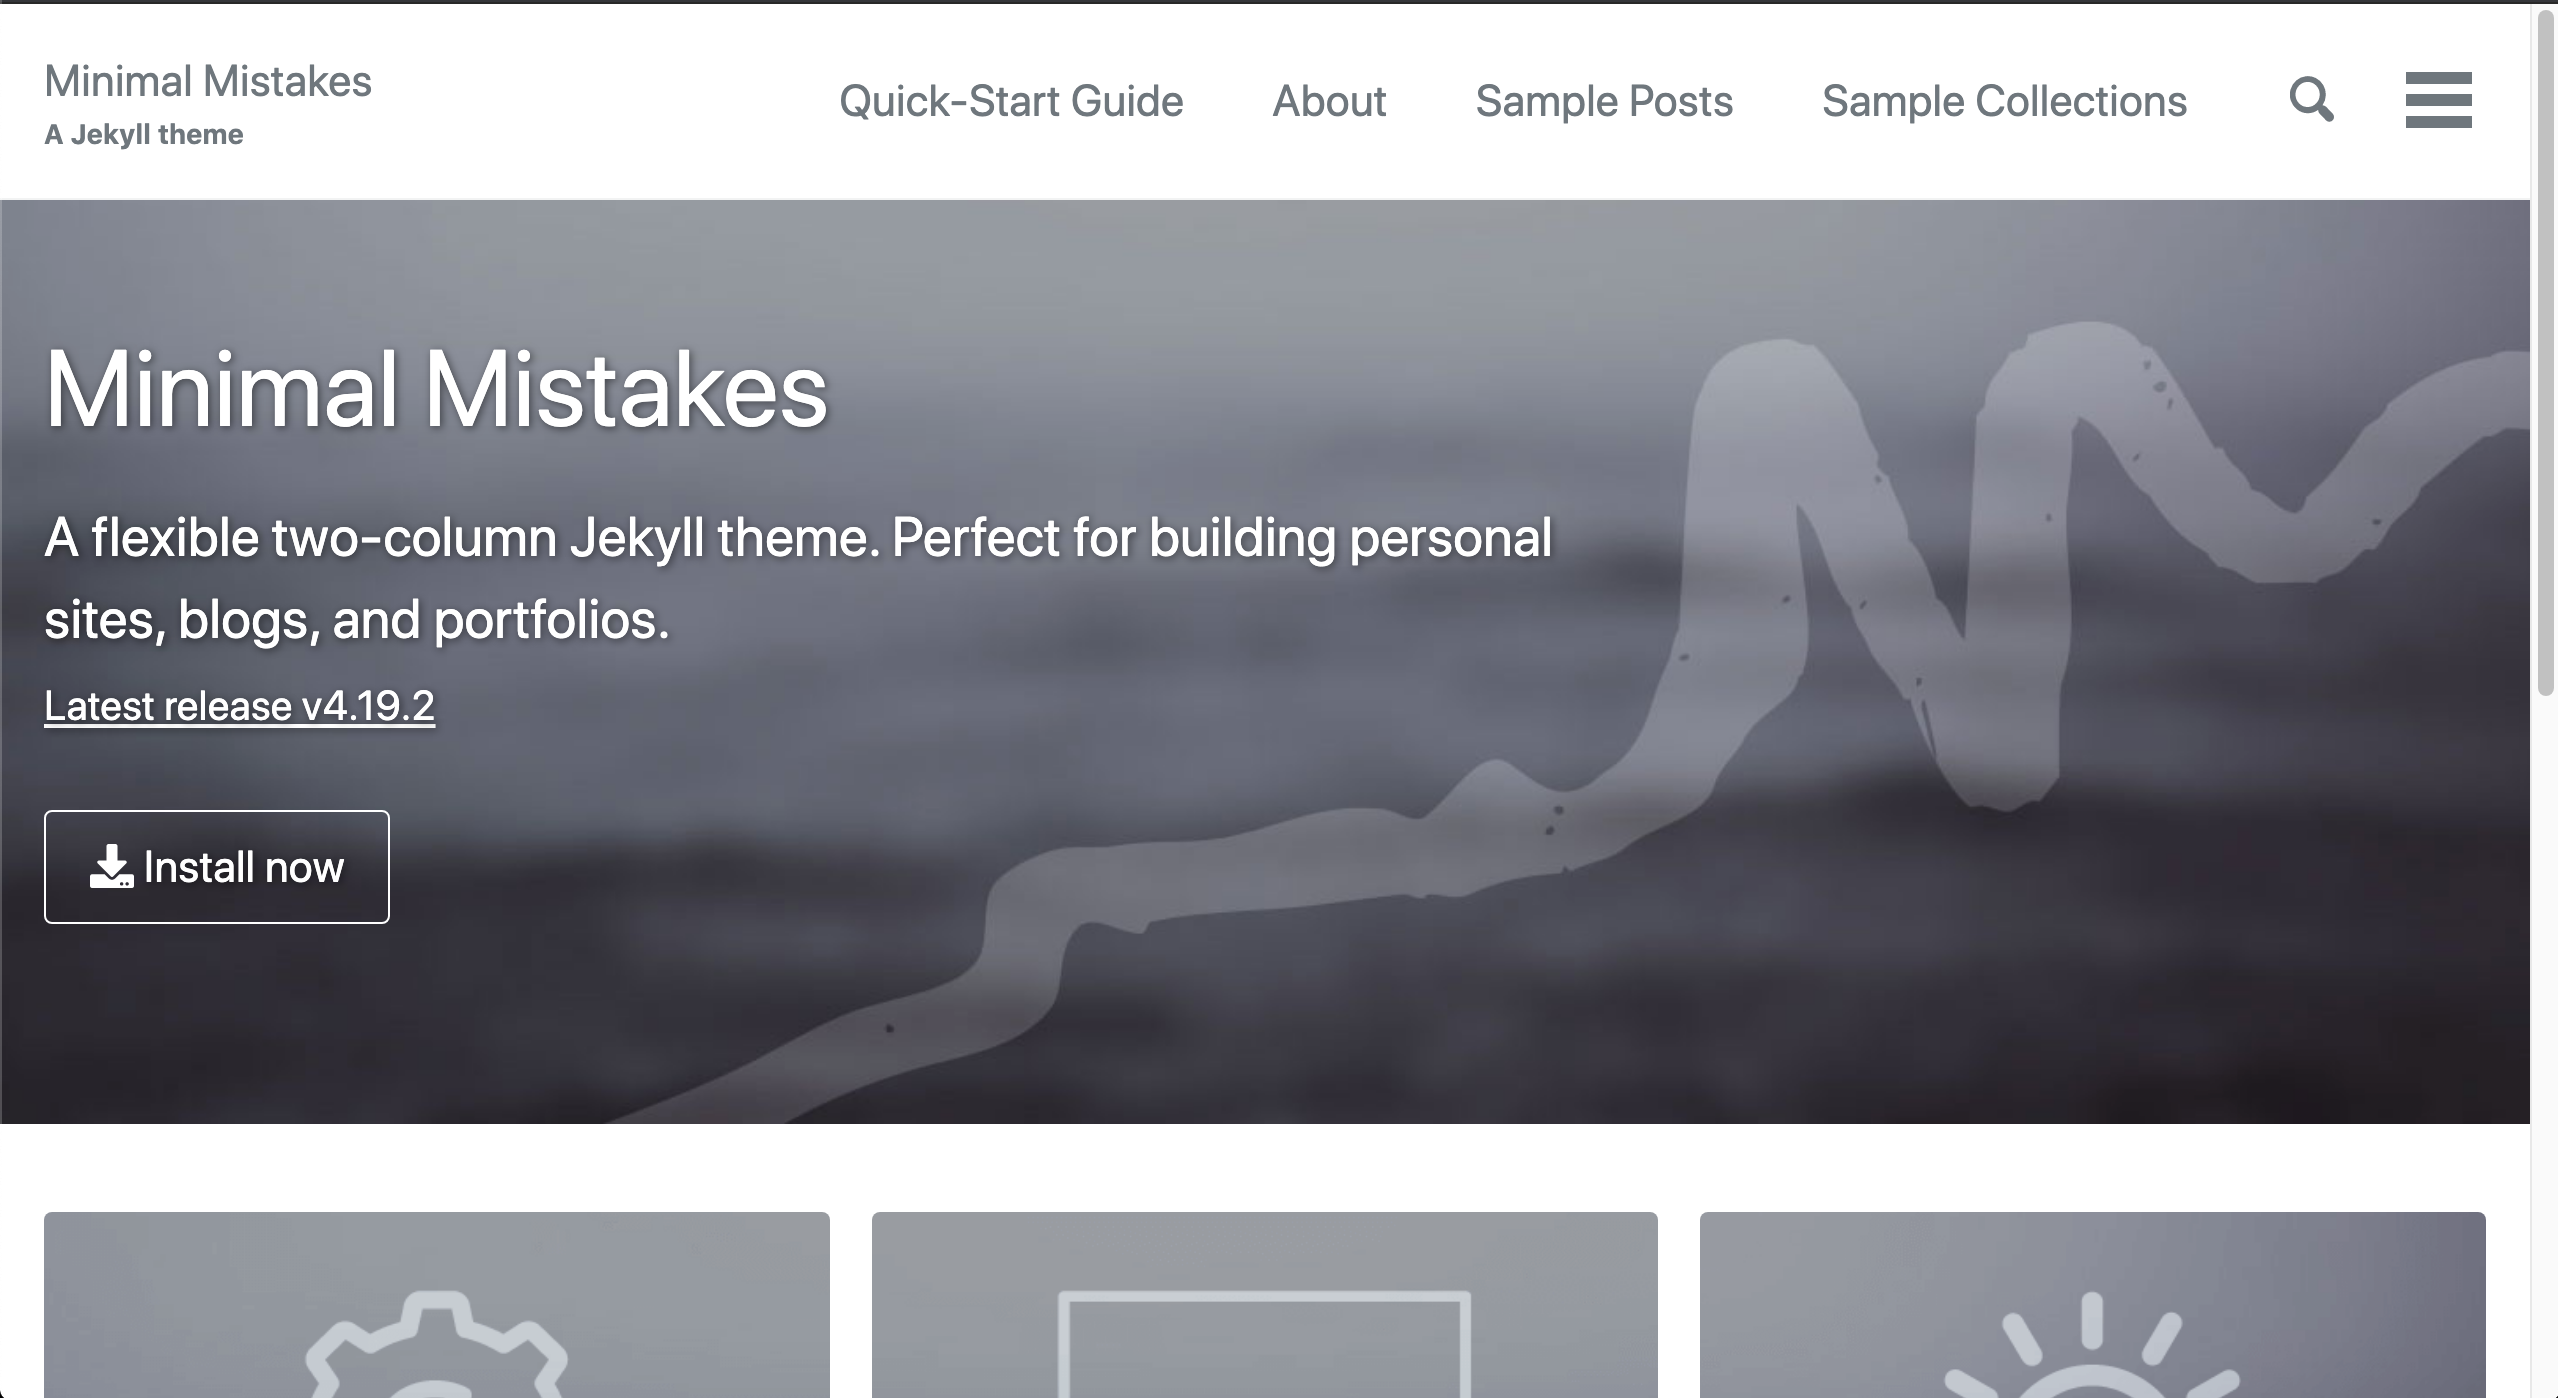 Minimal Mistakes
A Jekyll theme
Quick-Start Guide
About
Sample Posts
Sample Collections
Minimal Mistakes
A flexible two-column Jekyll theme. Perfect for building personal
sites, blogs, and portfolios.
Latest release v4.19.2
Install now